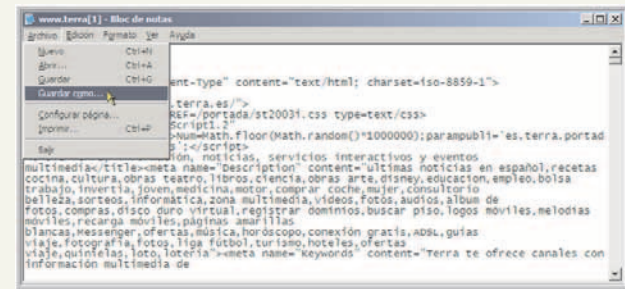 www.terra[1] - Bloc de notas
Archivo Edición Formato Ver Ayuda
Nuevo Ctrl+N
Abrir... Ctrl+A
Guardar Ctrl+G
Guardar como...
Configurar página...
Imprimir... Ctrl+P
Salir
ent-Type" content="text/html; charset=iso-8859-1">
.terra.es/">
REF=/portada/st2003i.css type=text/css>
Script1.2"
>Num=Math.floor(Math.random()*1000000);parampubli='es.terra.portad
s';</script>
ión, noticias, servicios interactivos y eventos
multimedia</title><meta name="Description" content="ultimas noticias en español,recetas
cocina,cultura,obras teatro,libros,ciencia,obras arte,disney,educacion,empleo,bolsa
trabajo,invertia,joven,medicina,motor,comprar coche,mujer,consultorio
belleza,sorteos,informática,zona multimedia,videos,fotos,audios,album de
fotos,compras,disco duro virtual,registrar dominios,buscar piso,logos móviles,melodias
móviles,recarga móviles,páginas amarillas
blancas,Messenger,ofertas,música,horóscopo,conexión gratis,ADSL,guias
viaje,fotografía,fotos,liga fútbol,turismo,hoteles,ofertas
viaje,quinielas,loto,lotería"><meta name="Keywords" content="Terra te ofrece canales con
información multimedia de